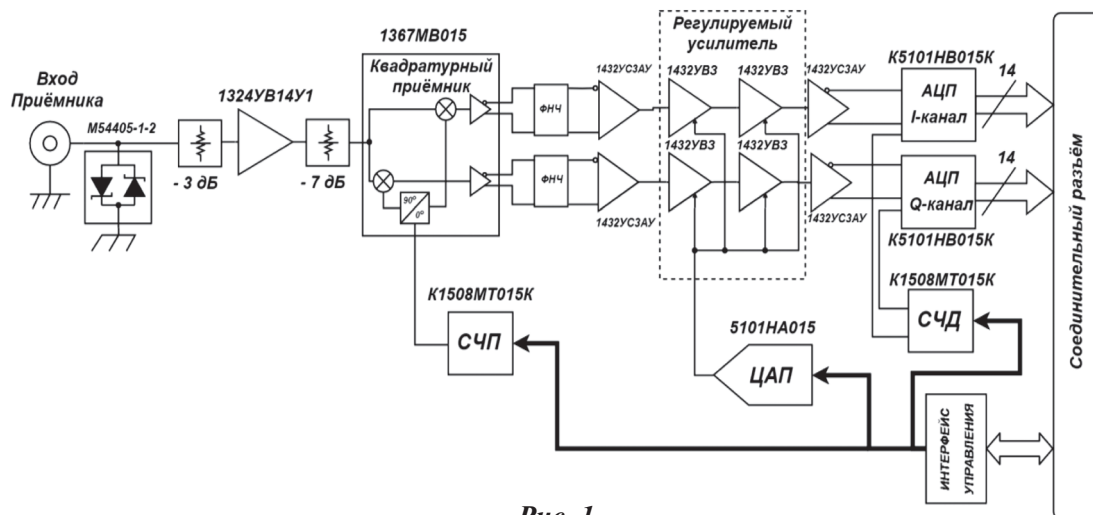 Вход
Приёмника
М54405-1-2
- 3 дБ
1324УВ14У1
- 7 дБ
1367МВ015
Квадратурный
приёмник
90°
0°
ФНЧ
ФНЧ
1432УС3АУ
1432УС3АУ
Регулируемый
усилитель
1432УВ3
1432УВ3
1432УВ3
1432УВ3
1432УС3АУ
1432УС3АУ
К5101НВ015К
АЦП
I-канал
14
АЦП
Q-канал
14
К5101НВ015К
К1508МТ015К
СЧП
5101НА015
ЦАП
К1508МТ015К
СЧД
ИНТЕРФЕЙС
УПРАВЛЕНИЯ
Соединительный разъём
Рис. 1